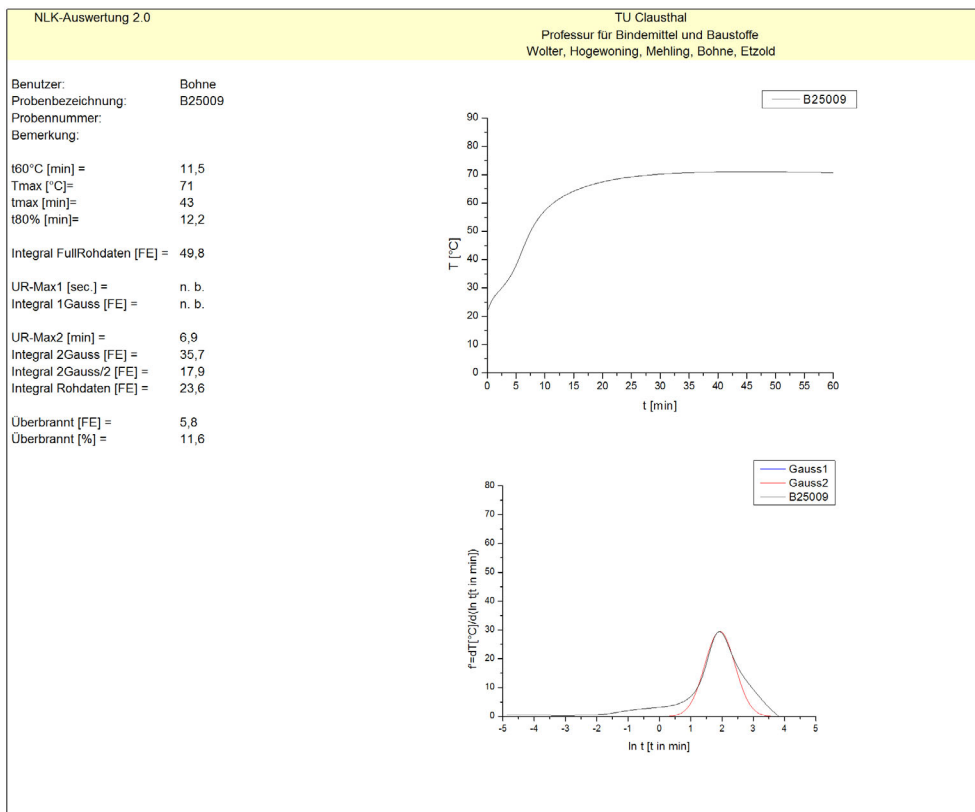 NLK-Auswertung 2.0
TU Clausthal
Professur für Bindemittel und Baustoffe
Wolter, Hogewoning, Mehling, Bohne, Etzold
Benutzer: Bohne
Probenbezeichnung: B25009
Probennummer:
Bemerkung:
t60°C [min] = 11,5
Tmax [°C]= 71
tmax [min]= 43
t80% [min]= 12,2
Integral FullRohdaten [FE] = 49,8
UR-Max1 [sec.] = n. b.
Integral 1Gauss [FE] = n. b.
UR-Max2 [min] = 6,9
Integral 2Gauss [FE] = 35,7
Integral 2Gauss/2 [FE] = 17,9
Integral Rohdaten [FE] = 23,6
Überbrannt [FE] = 5,8
Überbrannt [%] = 11,6
B25009
90
80
70
60
50
40
30
20
10
0
T [°C]
0 5 10 15 20 25 30 35 40 45 50 55 60
t [min]
Gauss1
Gauss2
B25009
80
70
60
50
40
30
20
10
0
f'=dT[°C]/d(ln t[t in min])
-5 -4 -3 -2 -1 0 1 2 3 4 5
ln t [t in min]